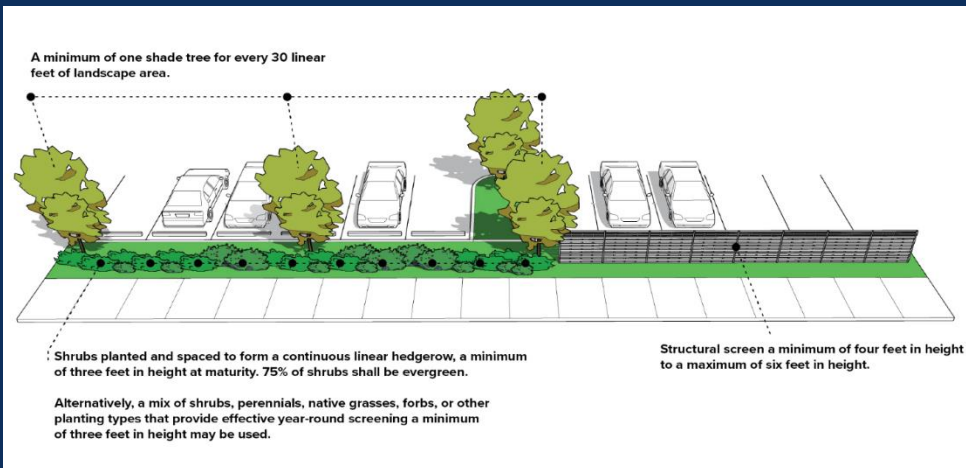 A minimum of one shade tree for every 30 linear
feet of landscape area.
Shrubs planted and spaced to form a continuous linear hedgerow, a minimum
of three feet in height at maturity. 75% of shrubs shall be evergreen.
Alternatively, a mix of shrubs, perennials, native grasses, forbs, or other
planting types that provide effective year-round screening a minimum
of three feet in height may be used.
Structural screen a minimum of four feet in height
to a maximum of six feet in height.